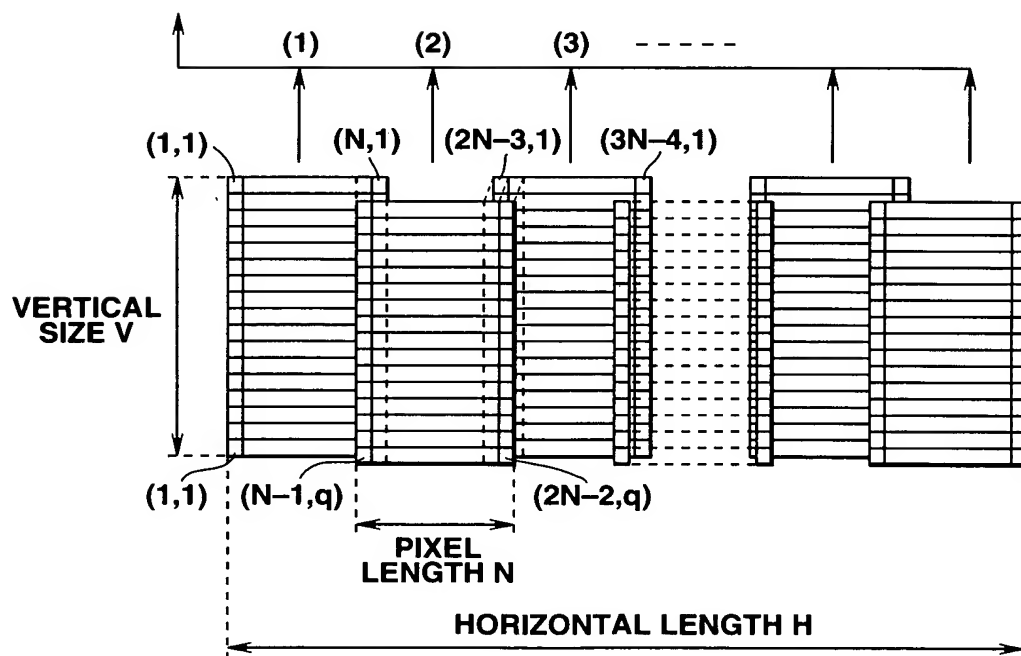 (1) (2) (3)
(1,1) (N,1) (2N–3,1) (3N–4,1)
VERTICAL
SIZE V
(1,1) (N–1,q) (2N–2,q)
PIXEL
LENGTH N
HORIZONTAL LENGTH H